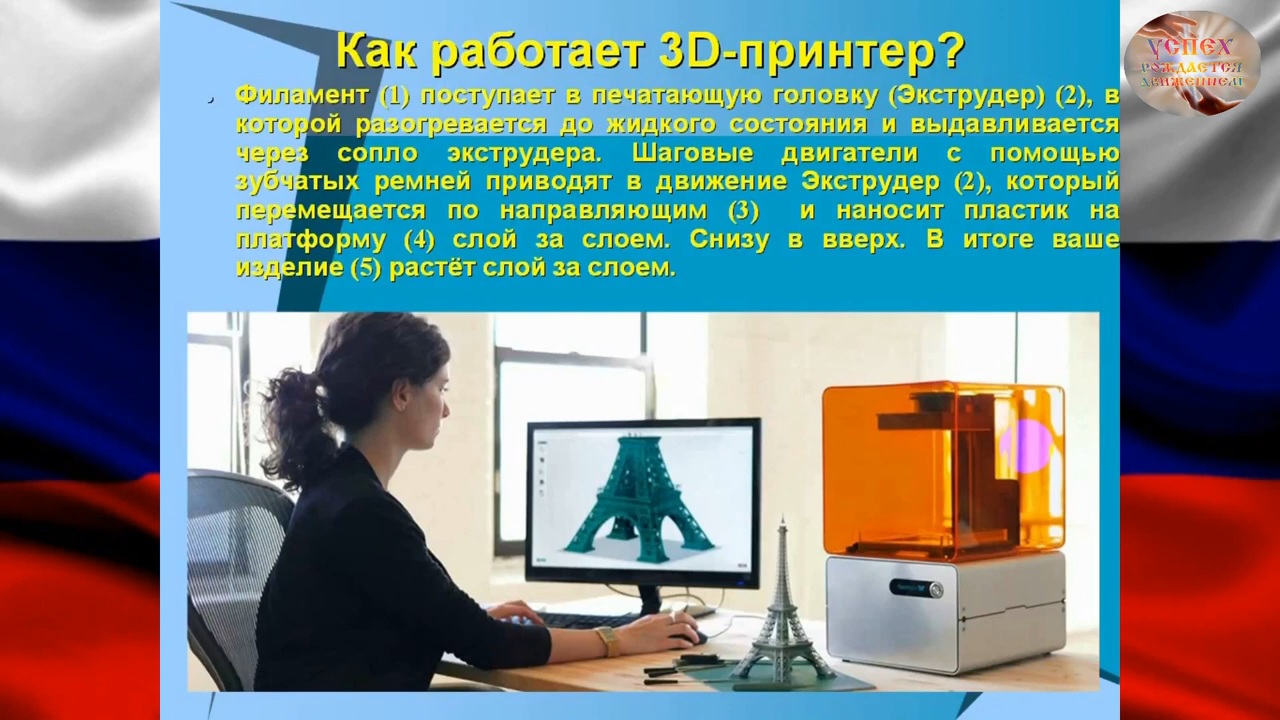 Как работает 3D-принтер?
Филамент (1) поступает в печатающую головку (Экструдер) (2), в
которой разогревается до жидкого состояния и выдавливается
через сопло экструдера. Шаговые двигатели с помощью
зубчатых ремней приводят в движение Экструдер (2), который
перемещается по направляющим (3) и наносит пластик на
платформу (4) слой за слоем. Снизу в вверх. В итоге ваше
изделие (5) растёт слой за слоем.
УСПЕХ
РОЖДАЕТСЯ
ДВИЖЕНИЕМ